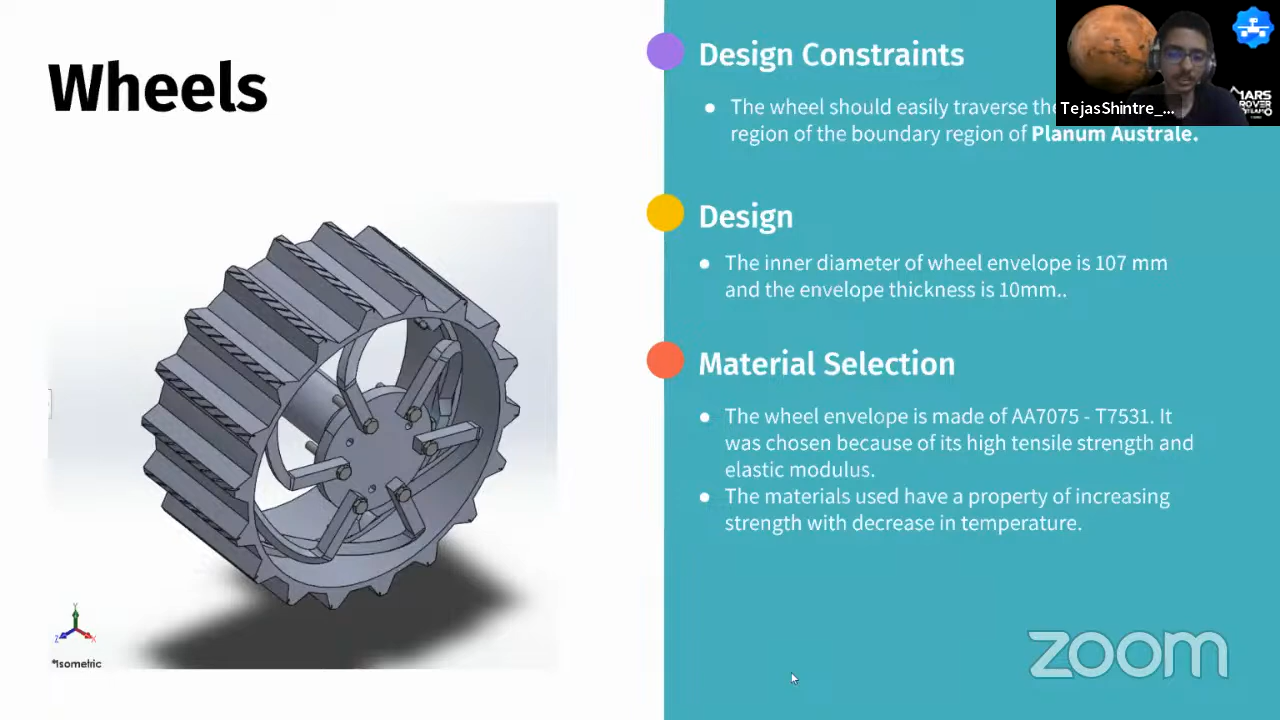 Wheels
Design Constraints
The wheel should easily traverse the
region of the boundary region of Planum Australe.
TejasShintre_...
MARS
ROVER
Design
The inner diameter of wheel envelope is 107 mm
and the envelope thickness is 10mm..
Material Selection
The wheel envelope is made of AA7075 - T7531. It
was chosen because of its high tensile strength and
elastic modulus.
The materials used have a property of increasing
strength with decrease in temperature.
Y
Z
X
*Isometric
zoom